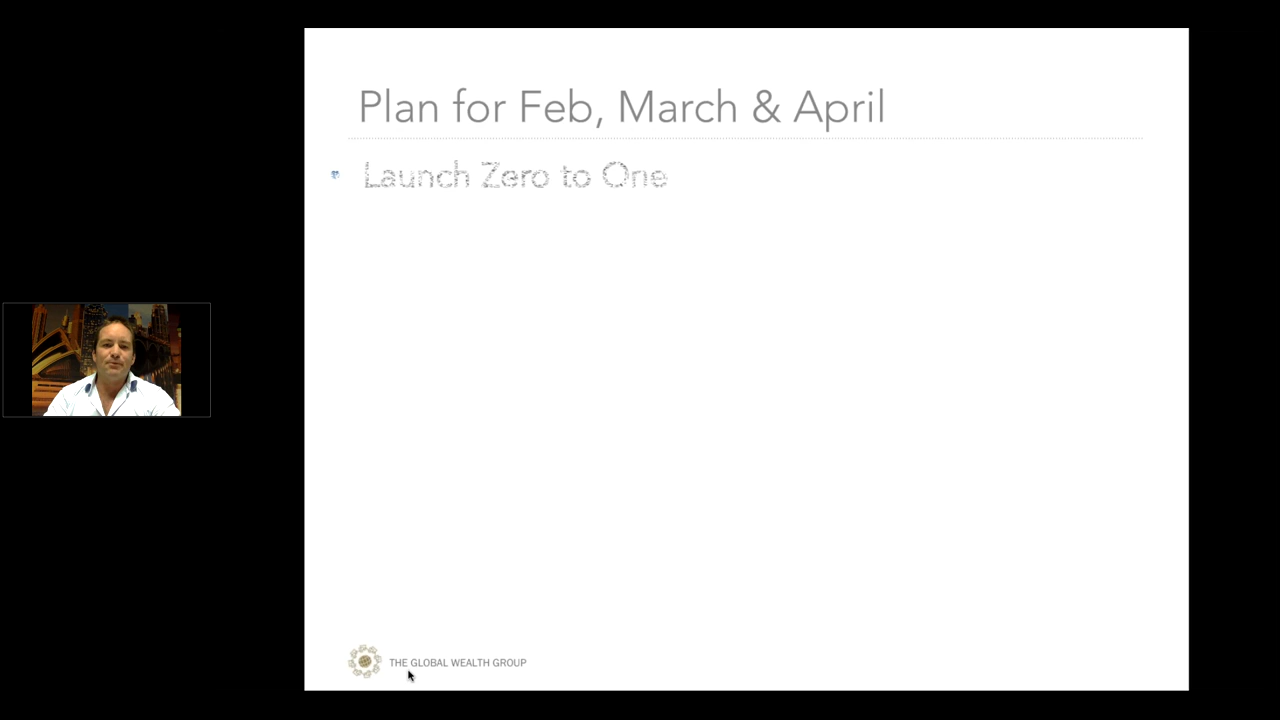 Plan for Feb, March & April
Launch Zero to One
THE GLOBAL WEALTH GROUP